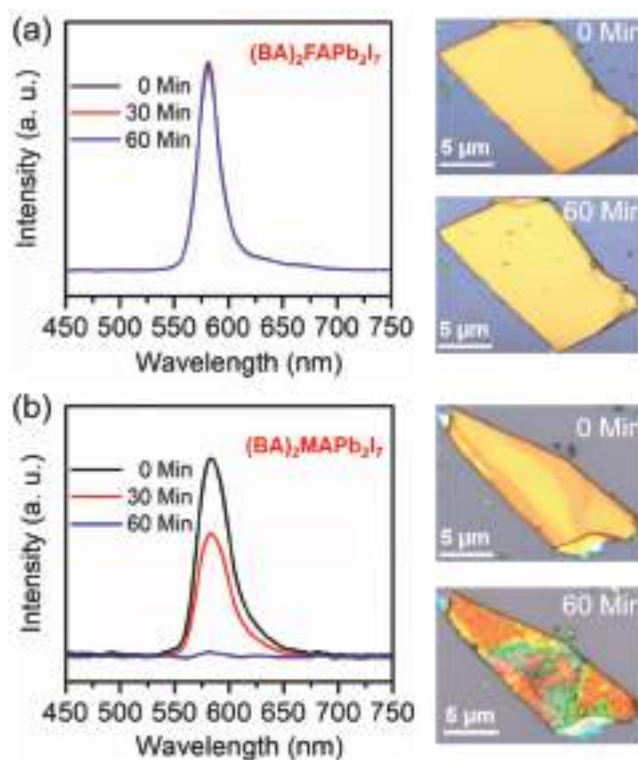 (a)
(BA)₂FAPb₂I₇
0 Min
30 Min
60 Min
Intensity (a. u.)
450 500 550 600 650 700 750
Wavelength (nm)
0 Min
5 µm
60 Min
5 µm
(b)
(BA)₂MAPb₂I₇
0 Min
30 Min
60 Min
Intensity (a. u.)
450 500 550 600 650 700 750
Wavelength (nm)
0 Min
5 µm
60 Min
5 µm